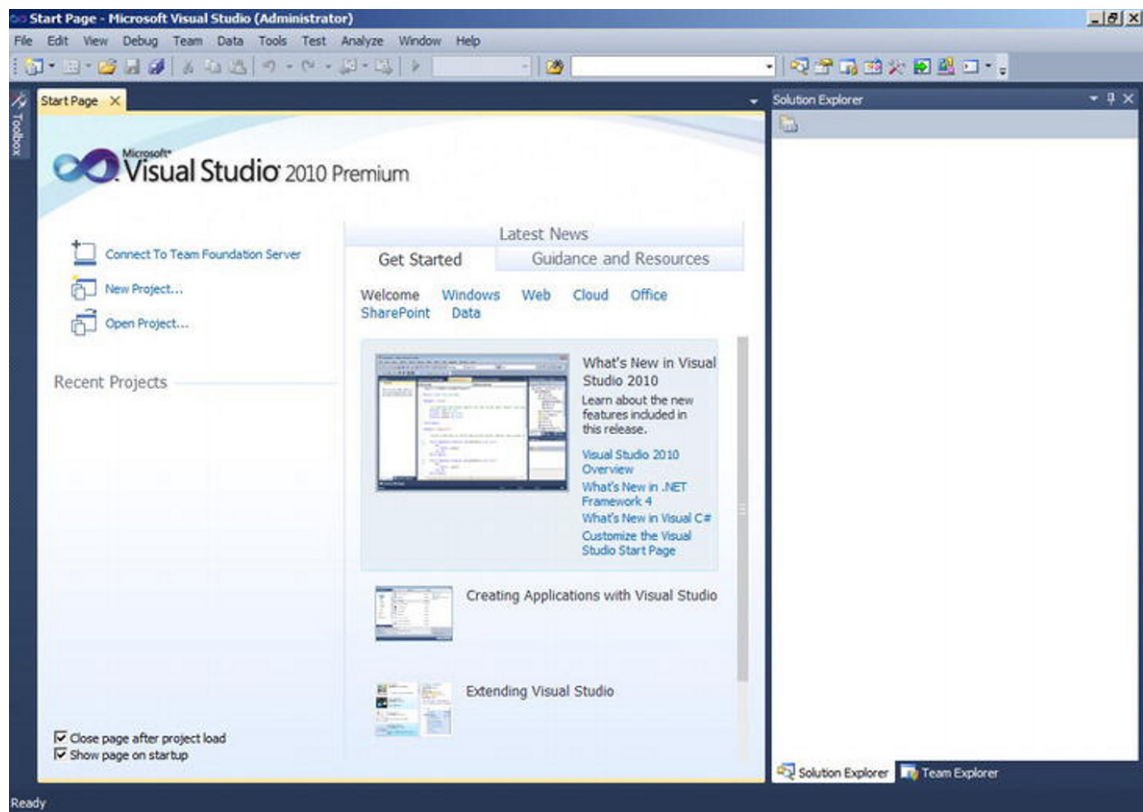 Start Page - Microsoft Visual Studio (Administrator)
File Edit View Debug Team Data Tools Test Analyze Window Help
Toolbox
Start Page
Solution Explorer
Microsoft®
Visual Studio® 2010 Premium
Connect To Team Foundation Server
New Project...
Open Project...
Recent Projects
Latest News
Get Started
Guidance and Resources
Welcome Windows Web Cloud Office
SharePoint Data
What's New in Visual
Studio 2010
Learn about the new
features included in
this release.
Visual Studio 2010
Overview
What's New in .NET
Framework 4
What's New in Visual C#
Customize the Visual
Studio Start Page
Creating Applications with Visual Studio
Extending Visual Studio
Close page after project load
Show page on startup
Solution Explorer
Team Explorer
Ready